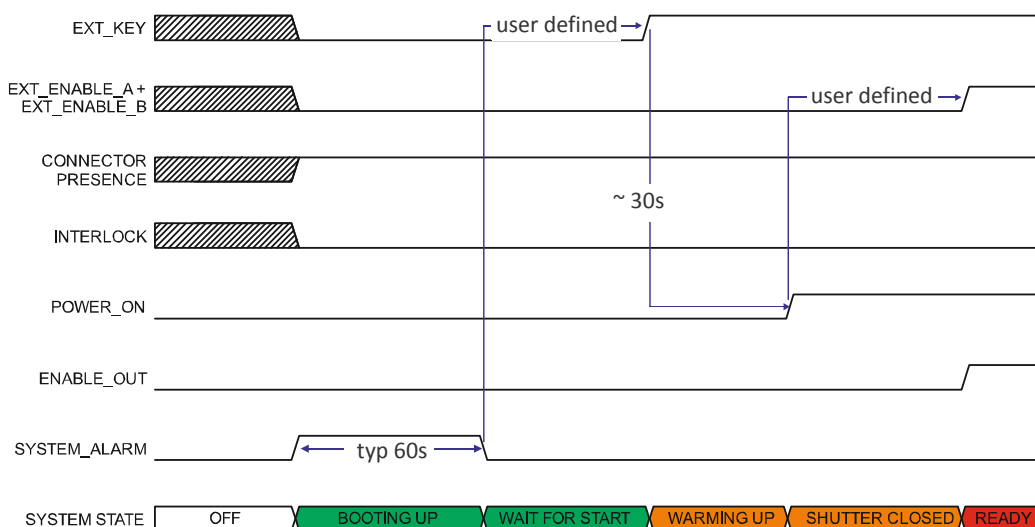 EXT_KEY
user defined
EXT_ENABLE_A +
EXT_ENABLE_B
user defined
CONNECTOR
PRESENCE
~ 30s
INTERLOCK
POWER_ON
ENABLE_OUT
SYSTEM_ALARM
typ 60s
SYSTEM STATE OFF BOOTING UP WAIT FOR START WARMING UP SHUTTER CLOSED READY